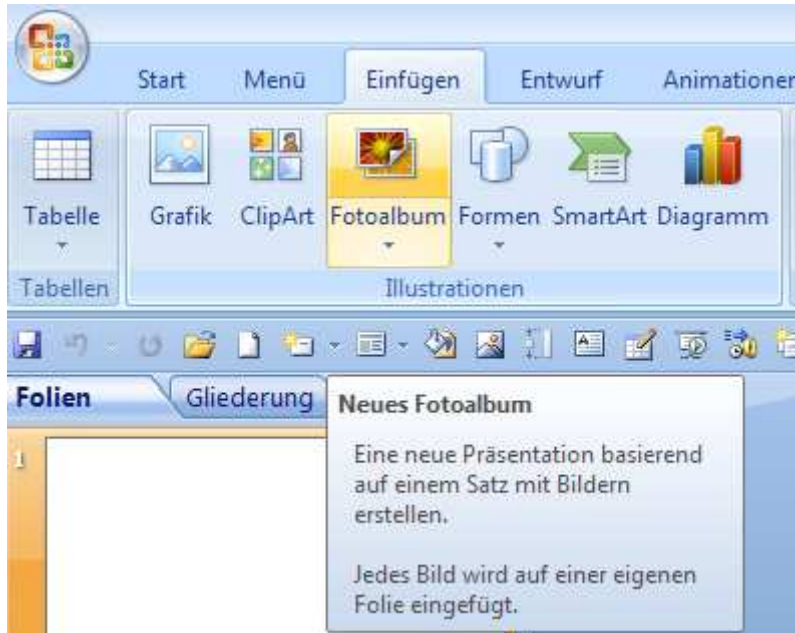 Start Menü Einfügen Entwurf Animationen
Tabelle Grafik ClipArt Fotoalbum Formen SmartArt Diagramm
Tabellen Illustrationen
Folien Gliederung
Neues Fotoalbum
1
Eine neue Präsentation basierend
auf einem Satz mit Bildern
erstellen.
Jedes Bild wird auf einer eigenen
Folie eingefügt.